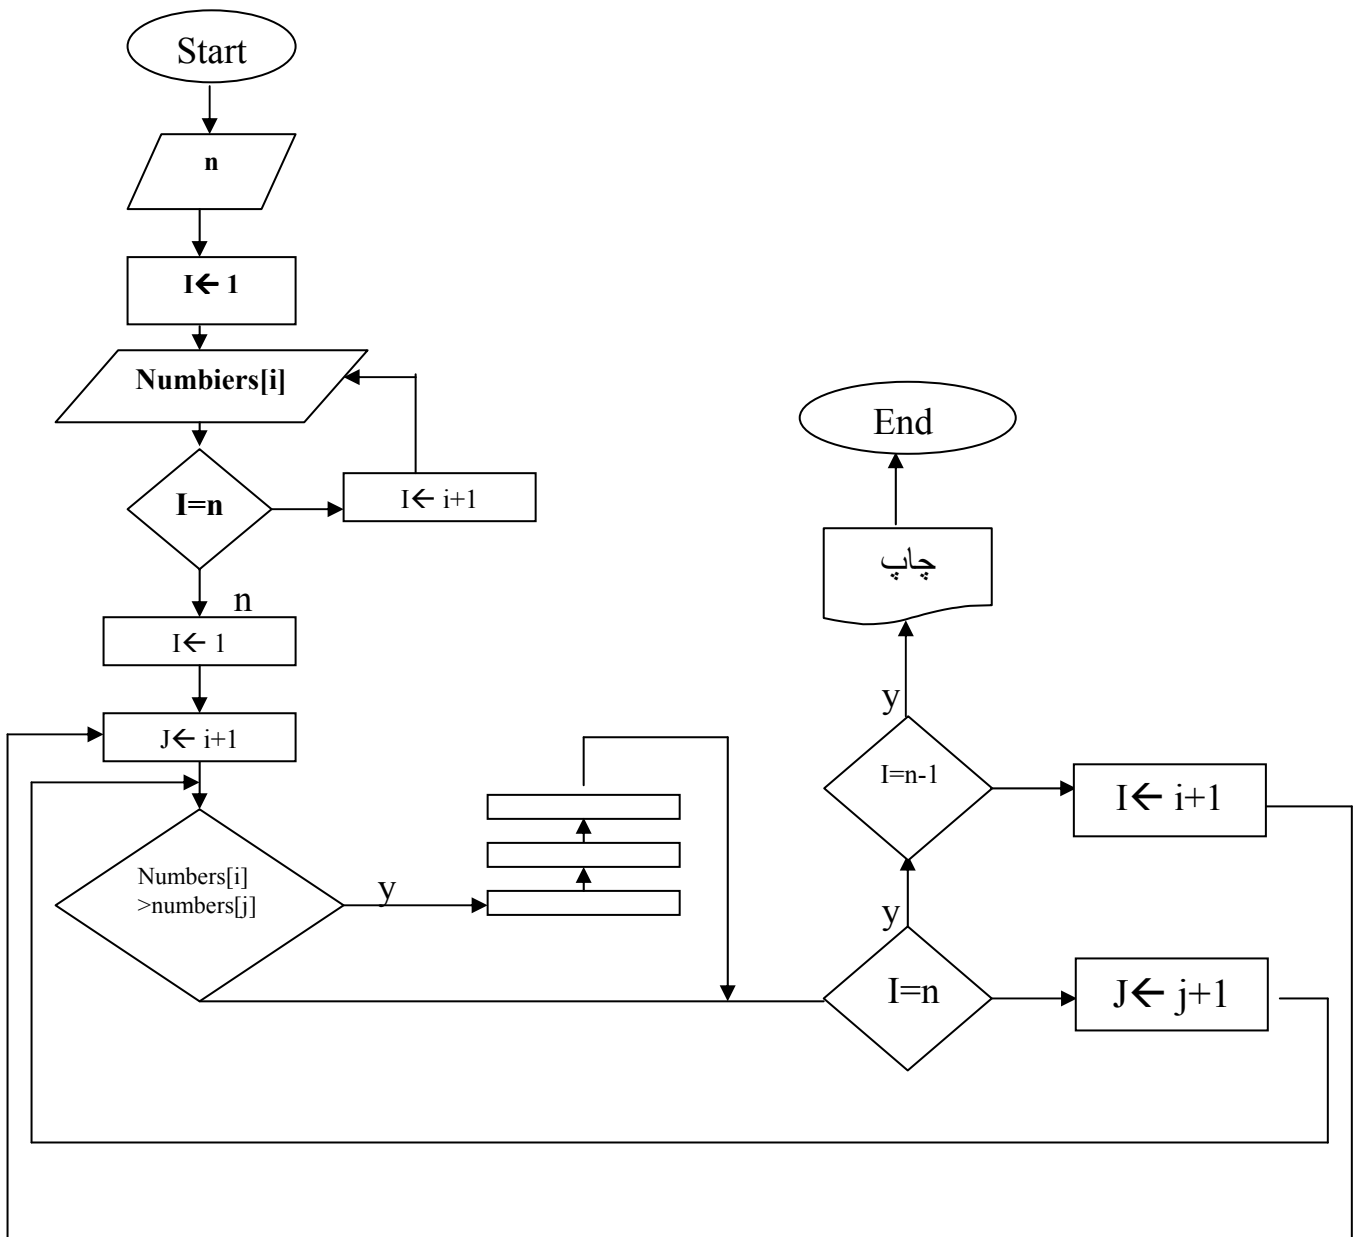 Start
n
I← 1
Numbiers[i]
I=n
I← i+1
n
I← 1
J← i+1
Numbers[i]
>numbers[j]
y
End
چاپ
y
I=n-1
I← i+1
y
I=n
J← j+1